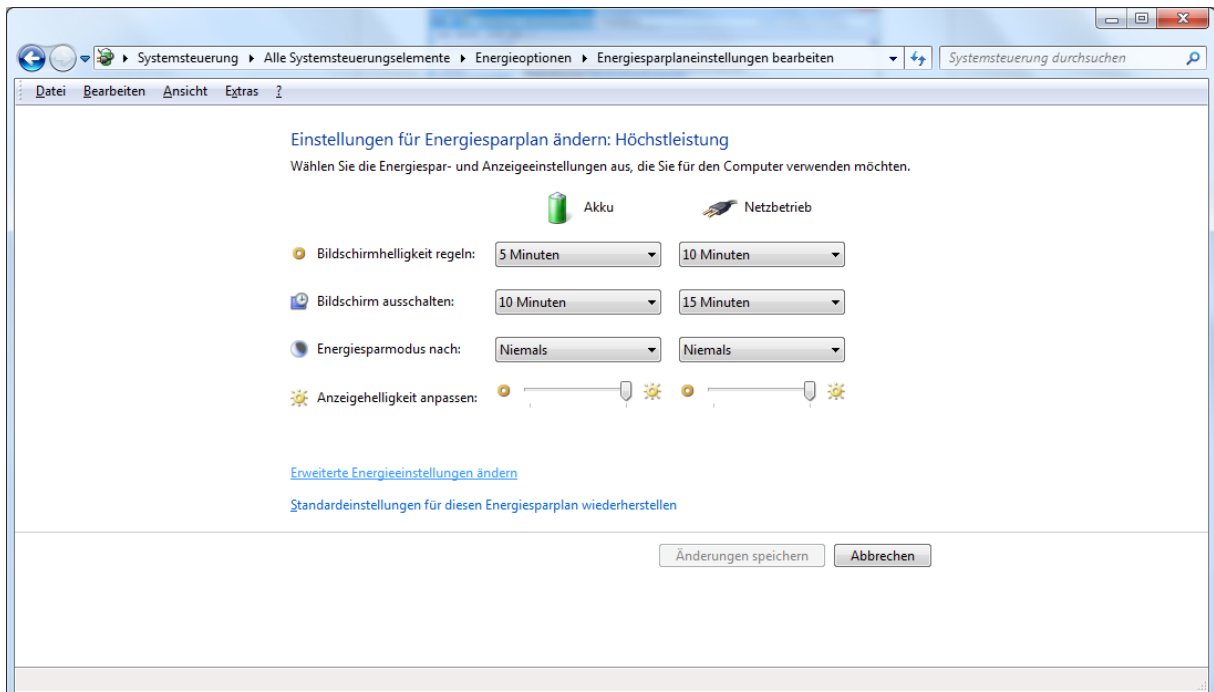 Systemsteuerung Alle Systemsteuerungselemente Energieoptionen Energiesparplaneinstellungen bearbeiten Systemsteuerung durchsuchen
Datei Bearbeiten Ansicht Extras ?
Einstellungen für Energiesparplan ändern: Höchstleistung
Wählen Sie die Energiespar- und Anzeigeeinstellungen aus, die Sie für den Computer verwenden möchten.
Akku Netzbetrieb
Bildschirmhelligkeit regeln: 5 Minuten 10 Minuten
Bildschirm ausschalten: 10 Minuten 15 Minuten
Energiesparmodus nach: Niemals Niemals
Anzeigehelligkeit anpassen:
Erweiterte Energieeinstellungen ändern
Standardeinstellungen für diesen Energiesparplan wiederherstellen
Änderungen speichern Abbrechen